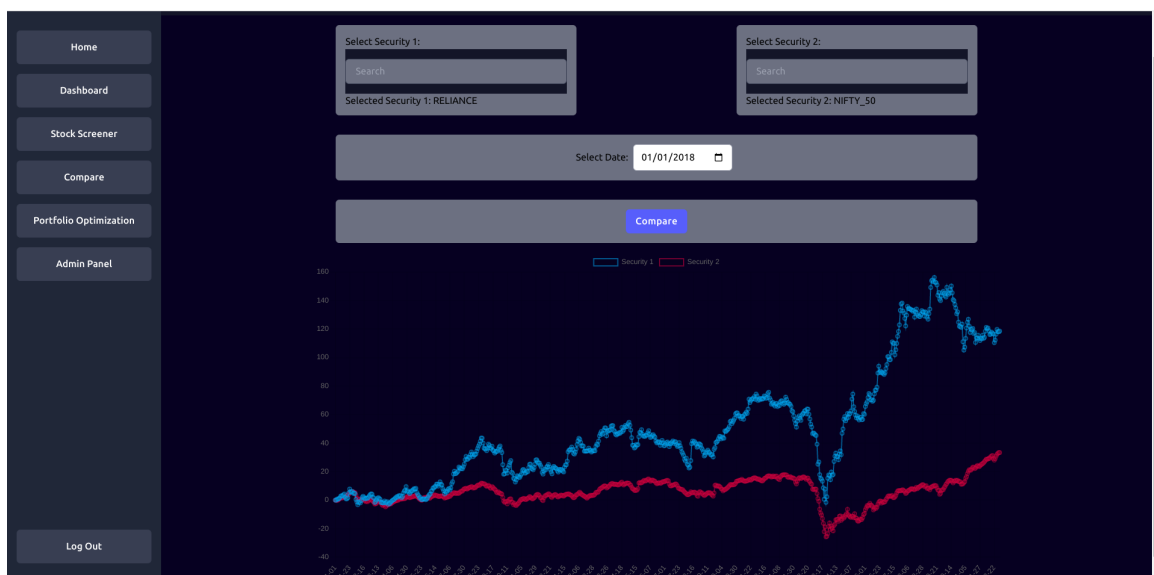 Home
Dashboard
Stock Screener
Compare
Portfolio Optimization
Admin Panel
Log Out
Select Security 1:
Search
Selected Security 1: RELIANCE
Select Security 2:
Search
Selected Security 2: NIFTY_50
Select Date: 01/01/2018
Compare
Security 1 Security 2
160
140
120
100
80
60
40
20
0
-20
-40